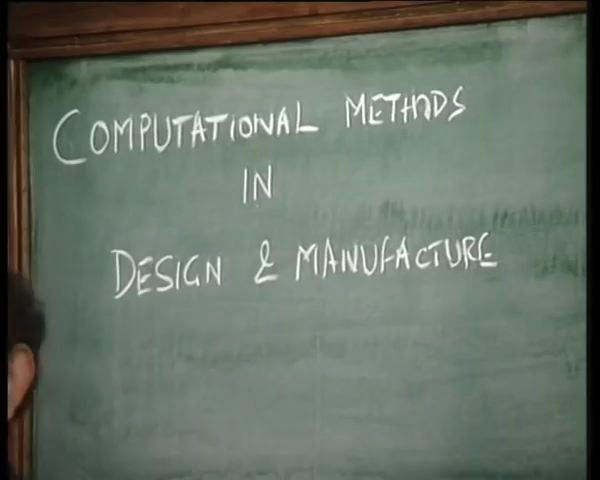 COMPUTATIONAL METHODS
IN
DESIGN & MANUFACTURE